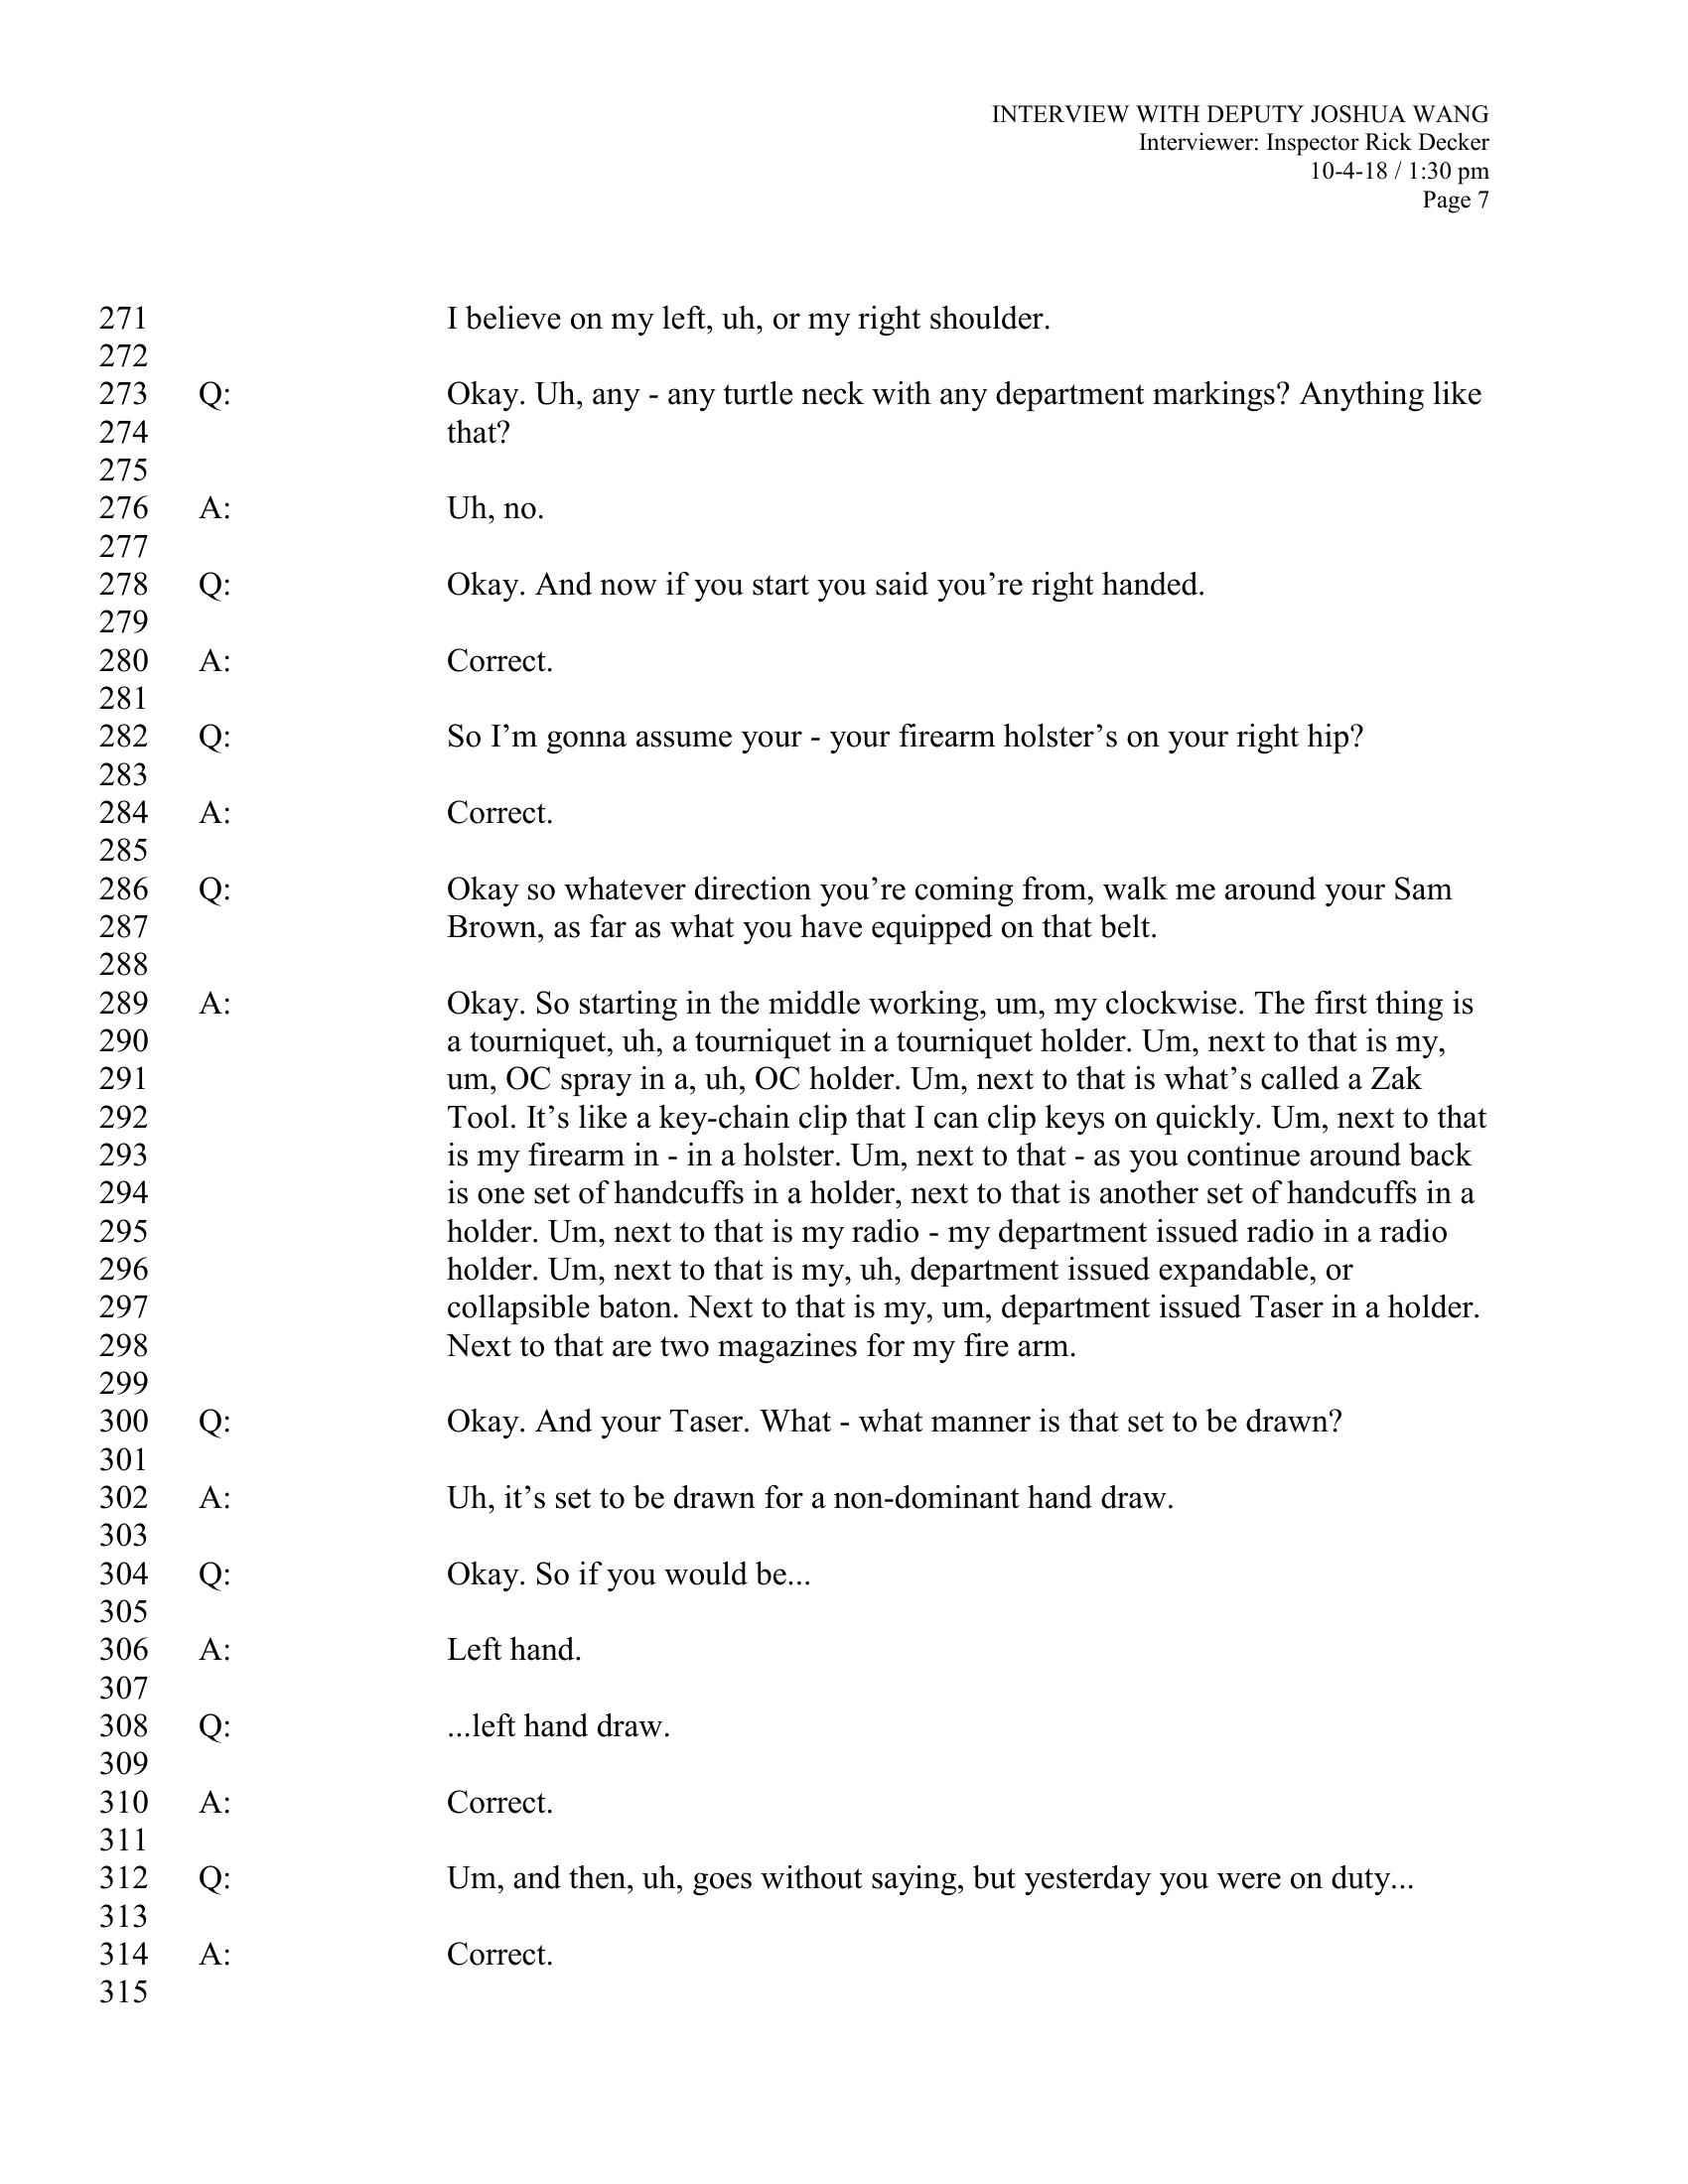 INTERVIEW WITH DEPUTY JOSHUA WANG
Interviewer: Inspector Rick Decker
10-4-18 / 1:30 pm
Page 7
271 I believe on my left, uh, or my right shoulder.
272
273 Q: Okay. Uh, any - any turtle neck with any department markings? Anything like
274 that?
275
276 A: Uh, no.
277
278 Q: Okay. And now if you start you said you’re right handed.
279
280 A: Correct.
281
282 Q: So I’m gonna assume your - your firearm holster’s on your right hip?
283
284 A: Correct.
285
286 Q: Okay so whatever direction you’re coming from, walk me around your Sam
287 Brown, as far as what you have equipped on that belt.
288
289 A: Okay. So starting in the middle working, um, my clockwise. The first thing is
290 a tourniquet, uh, a tourniquet in a tourniquet holder. Um, next to that is my,
291 um, OC spray in a, uh, OC holder. Um, next to that is what’s called a Zak
292 Tool. It’s like a key-chain clip that I can clip keys on quickly. Um, next to that
293 is my firearm in - in a holster. Um, next to that - as you continue around back
294 is one set of handcuffs in a holder, next to that is another set of handcuffs in a
295 holder. Um, next to that is my radio - my department issued radio in a radio
296 holder. Um, next to that is my, uh, department issued expandable, or
297 collapsible baton. Next to that is my, um, department issued Taser in a holder.
298 Next to that are two magazines for my fire arm.
299
300 Q: Okay. And your Taser. What - what manner is that set to be drawn?
301
302 A: Uh, it’s set to be drawn for a non-dominant hand draw.
303
304 Q: Okay. So if you would be...
305
306 A: Left hand.
307
308 Q: ...left hand draw.
309
310 A: Correct.
311
312 Q: Um, and then, uh, goes without saying, but yesterday you were on duty...
313
314 A: Correct.
315